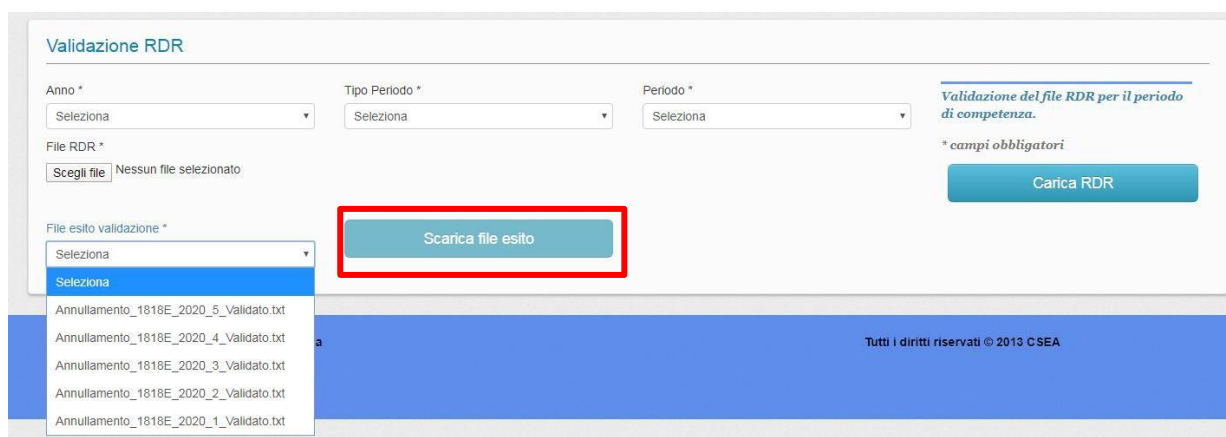 Validazione RDR
Anno *
Tipo Periodo *
Periodo *
Seleziona
Seleziona
Seleziona
Validazione del file RDR per il periodo
di competenza.
* campi obbligatori
File RDR *
Scegli file Nessun file selezionato
Carica RDR
File esito validazione *
Seleziona
Scarica file esito
Seleziona
Annullamento_1818E_2020_5_Validato.txt
Annullamento_1818E_2020_4_Validato.txt
Annullamento_1818E_2020_3_Validato.txt
Annullamento_1818E_2020_2_Validato.txt
Annullamento_1818E_2020_1_Validato.txt
a
Tutti i diritti riservati © 2013 CSEA